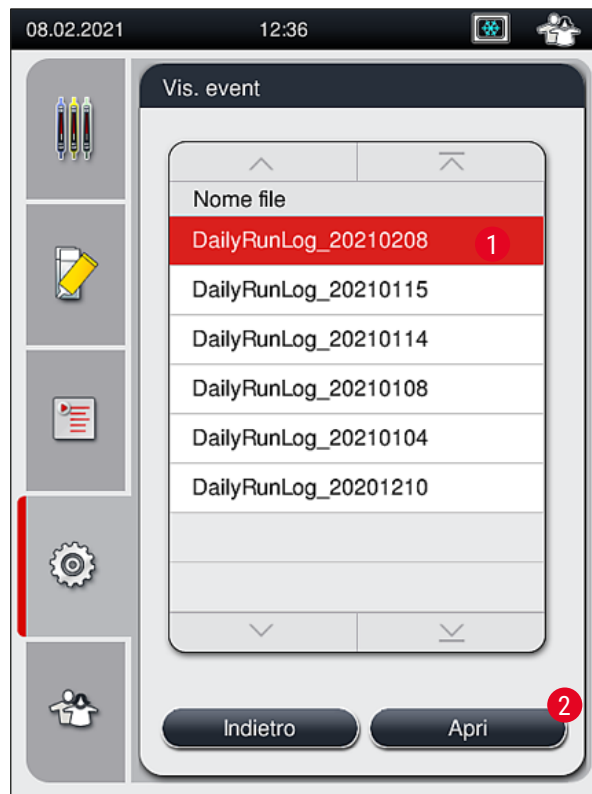 08.02.2021 12:36
Vis. event
Nome file
DailyRunLog_20210208 1
DailyRunLog_20210115
DailyRunLog_20210114
DailyRunLog_20210108
DailyRunLog_20210104
DailyRunLog_20201210
2
Indietro Apri